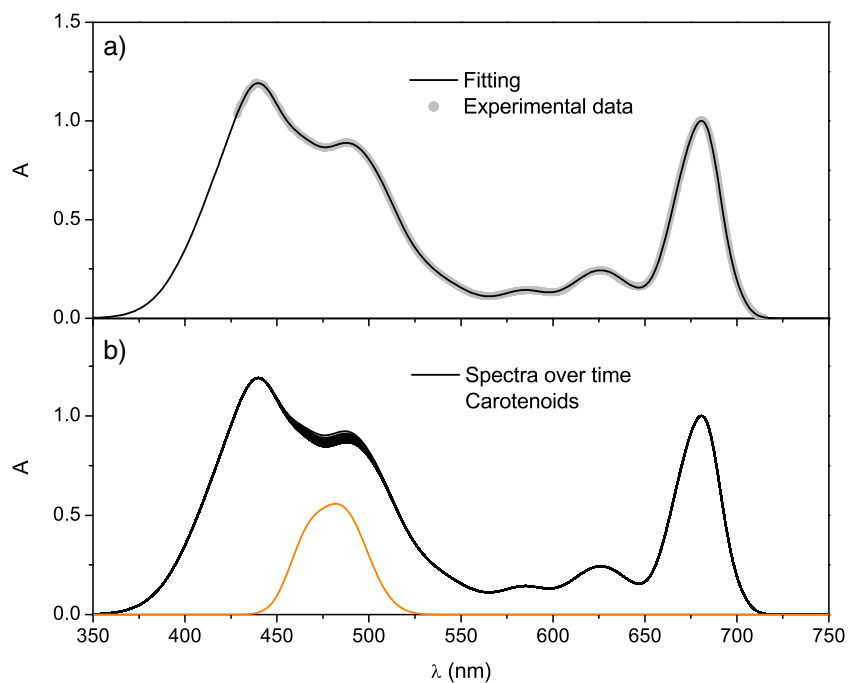 a)
Fitting
Experimental data
1.5
1.0
0.5
0.0
A
b)
Spectra over time
Carotenoids
1.0
0.5
0.0
A
350 400 450 500 550 600 650 700 750
λ (nm)